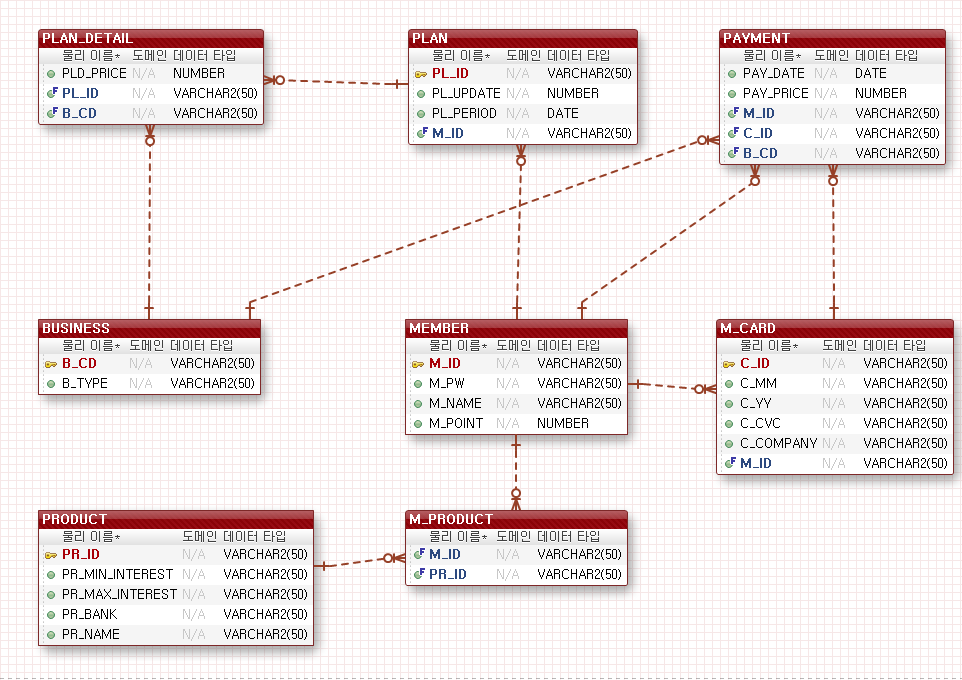 PLAN_DETAIL
물리 이름* 도메인 데이터 타입
PLD_PRICE N/A NUMBER
PL_ID N/A VARCHAR2(50)
B_CD N/A VARCHAR2(50)
PLAN
물리 이름* 도메인 데이터 타입
PL_ID N/A VARCHAR2(50)
PL_UPDATE N/A NUMBER
PL_PERIOD N/A DATE
M_ID N/A VARCHAR2(50)
PAYMENT
물리 이름* 도메인 데이터 타입
PAY_DATE N/A DATE
PAY_PRICE N/A NUMBER
M_ID N/A VARCHAR2(50)
C_ID N/A VARCHAR2(50)
B_CD N/A VARCHAR2(50)
BUSINESS
물리 이름* 도메인 데이터 타입
B_CD N/A VARCHAR2(50)
B_TYPE N/A VARCHAR2(50)
MEMBER
물리 이름* 도메인 데이터 타입
M_ID N/A VARCHAR2(50)
M_PW N/A VARCHAR2(50)
M_NAME N/A VARCHAR2(50)
M_POINT N/A NUMBER
M_CARD
물리 이름* 도메인 데이터 타입
C_ID N/A VARCHAR2(50)
C_MM N/A VARCHAR2(50)
C_YY N/A VARCHAR2(50)
C_CVC N/A VARCHAR2(50)
C_COMPANY N/A VARCHAR2(50)
M_ID N/A VARCHAR2(50)
PRODUCT
물리 이름* 도메인 데이터 타입
PR_ID N/A VARCHAR2(50)
PR_MIN_INTEREST N/A VARCHAR2(50)
PR_MAX_INTEREST N/A VARCHAR2(50)
PR_BANK N/A VARCHAR2(50)
PR_NAME N/A VARCHAR2(50)
M_PRODUCT
물리 이름* 도메인 데이터 타입
M_ID N/A VARCHAR2(50)
PR_ID N/A VARCHAR2(50)